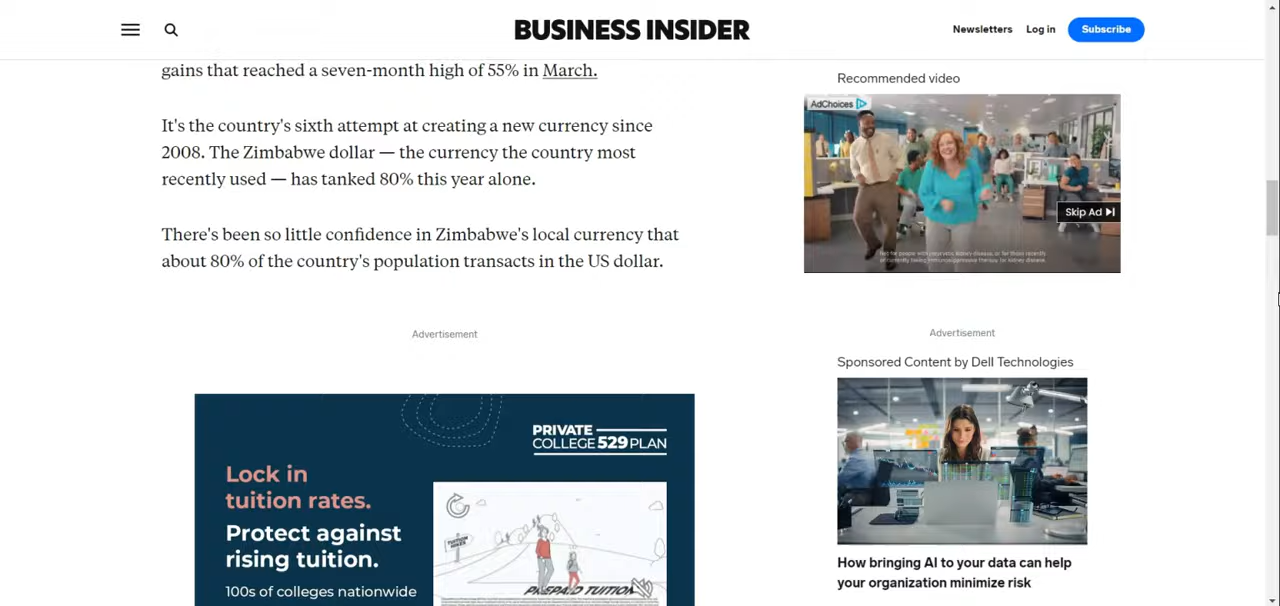 BUSINESS INSIDER
Newsletters
Log in
Subscribe
gains that reached a seven-month high of 55% in March.
It's the country's sixth attempt at creating a new currency since
2008. The Zimbabwe dollar — the currency the country most
recently used — has tanked 80% this year alone.
There's been so little confidence in Zimbabwe's local currency that
about 80% of the country's population transacts in the US dollar.
Advertisement
PRIVATE
COLLEGE 529 PLAN
Lock in
tuition rates.
Protect against
rising tuition.
100s of colleges nationwide
PREPAID TUITION
Recommended video
AdChoices
Skip Ad
Advertisement
Sponsored Content by Dell Technologies
How bringing AI to your data can help
your organization minimize risk